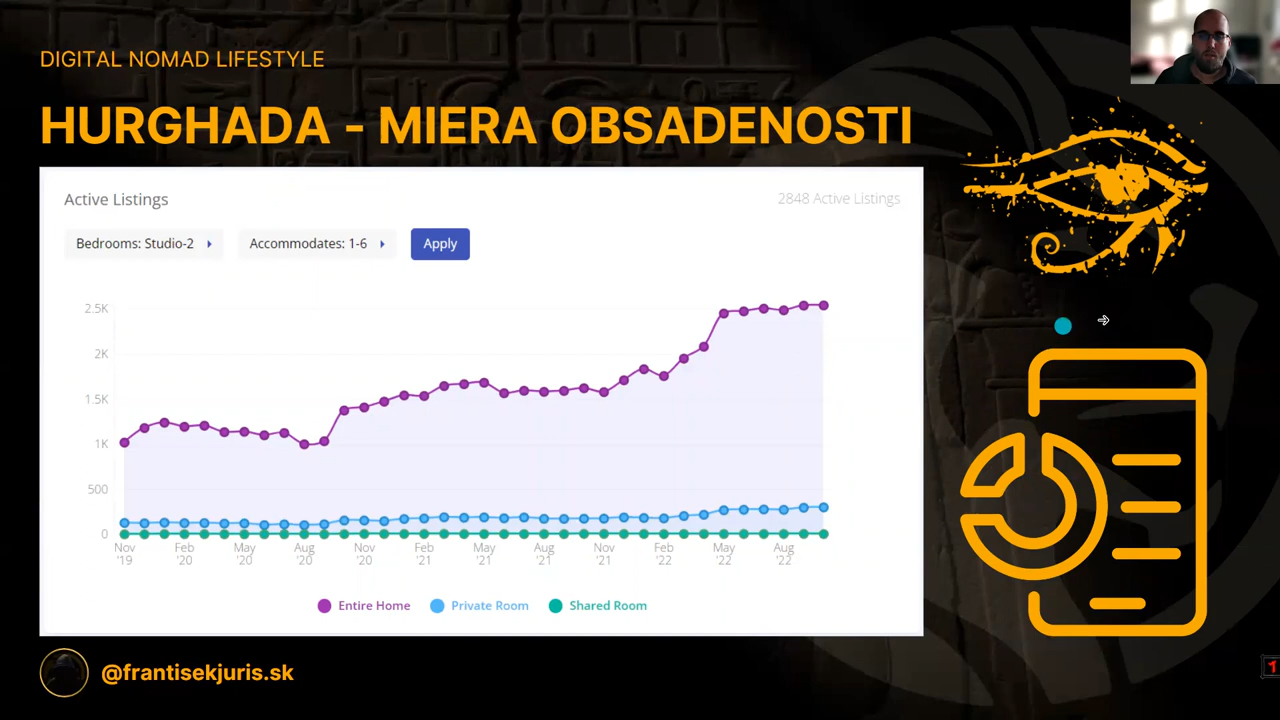 DIGITAL NOMAD LIFESTYLE
HURGHADA - MIERA OBSADENOSTI
Active Listings
2848 Active Listings
Bedrooms: Studio-2
Accommodates: 1-6
Apply
2.5K
2K
1.5K
1K
500
0
Nov '19
Feb '20
May '20
Aug '20
Nov '20
Feb '21
May '21
Aug '21
Nov '21
Feb '22
May '22
Aug '22
Entire Home
Private Room
Shared Room
@frantisekjuris.sk
1